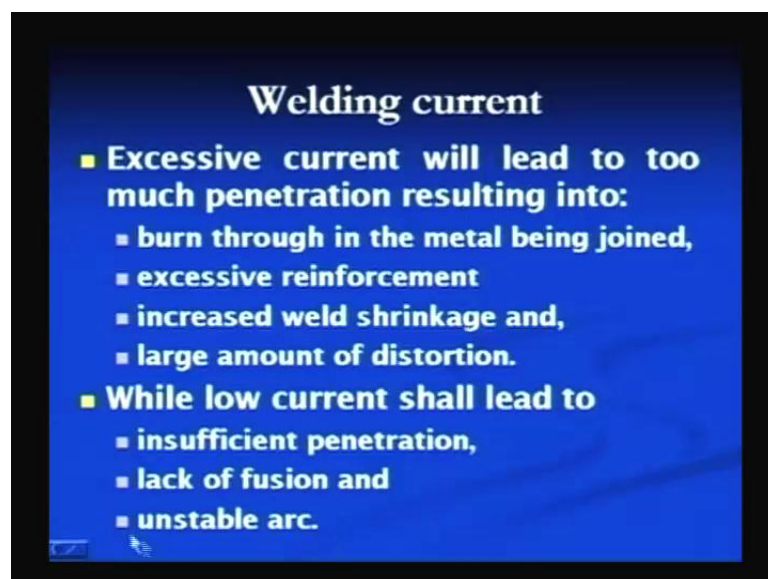 Welding current
Excessive current will lead to too
much penetration resulting into:
burn through in the metal being joined,
excessive reinforcement
increased weld shrinkage and,
large amount of distortion.
While low current shall lead to
insufficient penetration,
lack of fusion and
unstable arc.